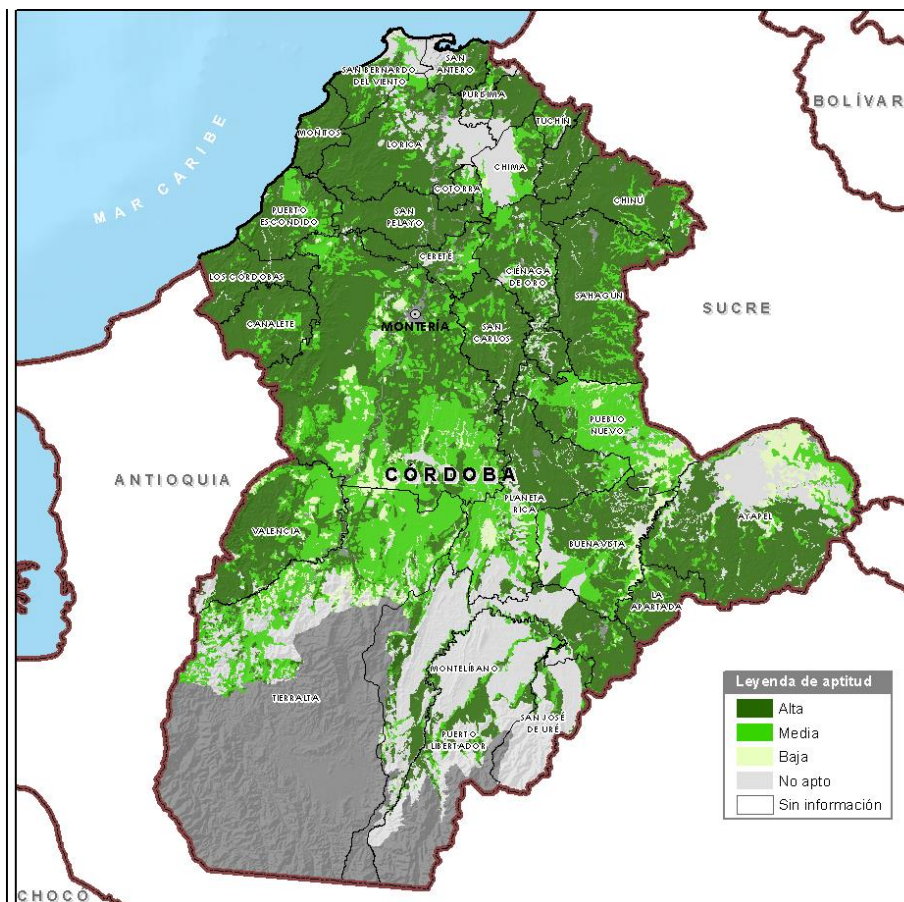 SAN
ANTERO
SAN BERNARDO
DEL VIENTO
PURÍSIMA
BOLÍVAR
TUCHÍN
MOÑITOS
LORICA
MAR CARIBE
CHIMA
COTORRA
CHINÚ
PUERTO
ESCONDIDO
SAN
PELAYO
CERETÉ
LOS CÓRDOBAS
CIÉNAGA
DE ORO
SAHAGÚN
SUCRE
CANALETE
MONTERÍA
SAN
CARLOS
PUEBLO
NUEVO
ANTIOQUIA
CÓRDOBA
PLANETA
RICA
AYAPEL
VALENCIA
BUENAVISTA
LA
APARTADA
MONTELÍBANO
TIERRALTA
SAN JOSÉ
DE URÉ
PUERTO
LIBERTADOR
Leyenda de aptitud
Alta
Media
Baja
No apto
Sin información
CHOCÓ